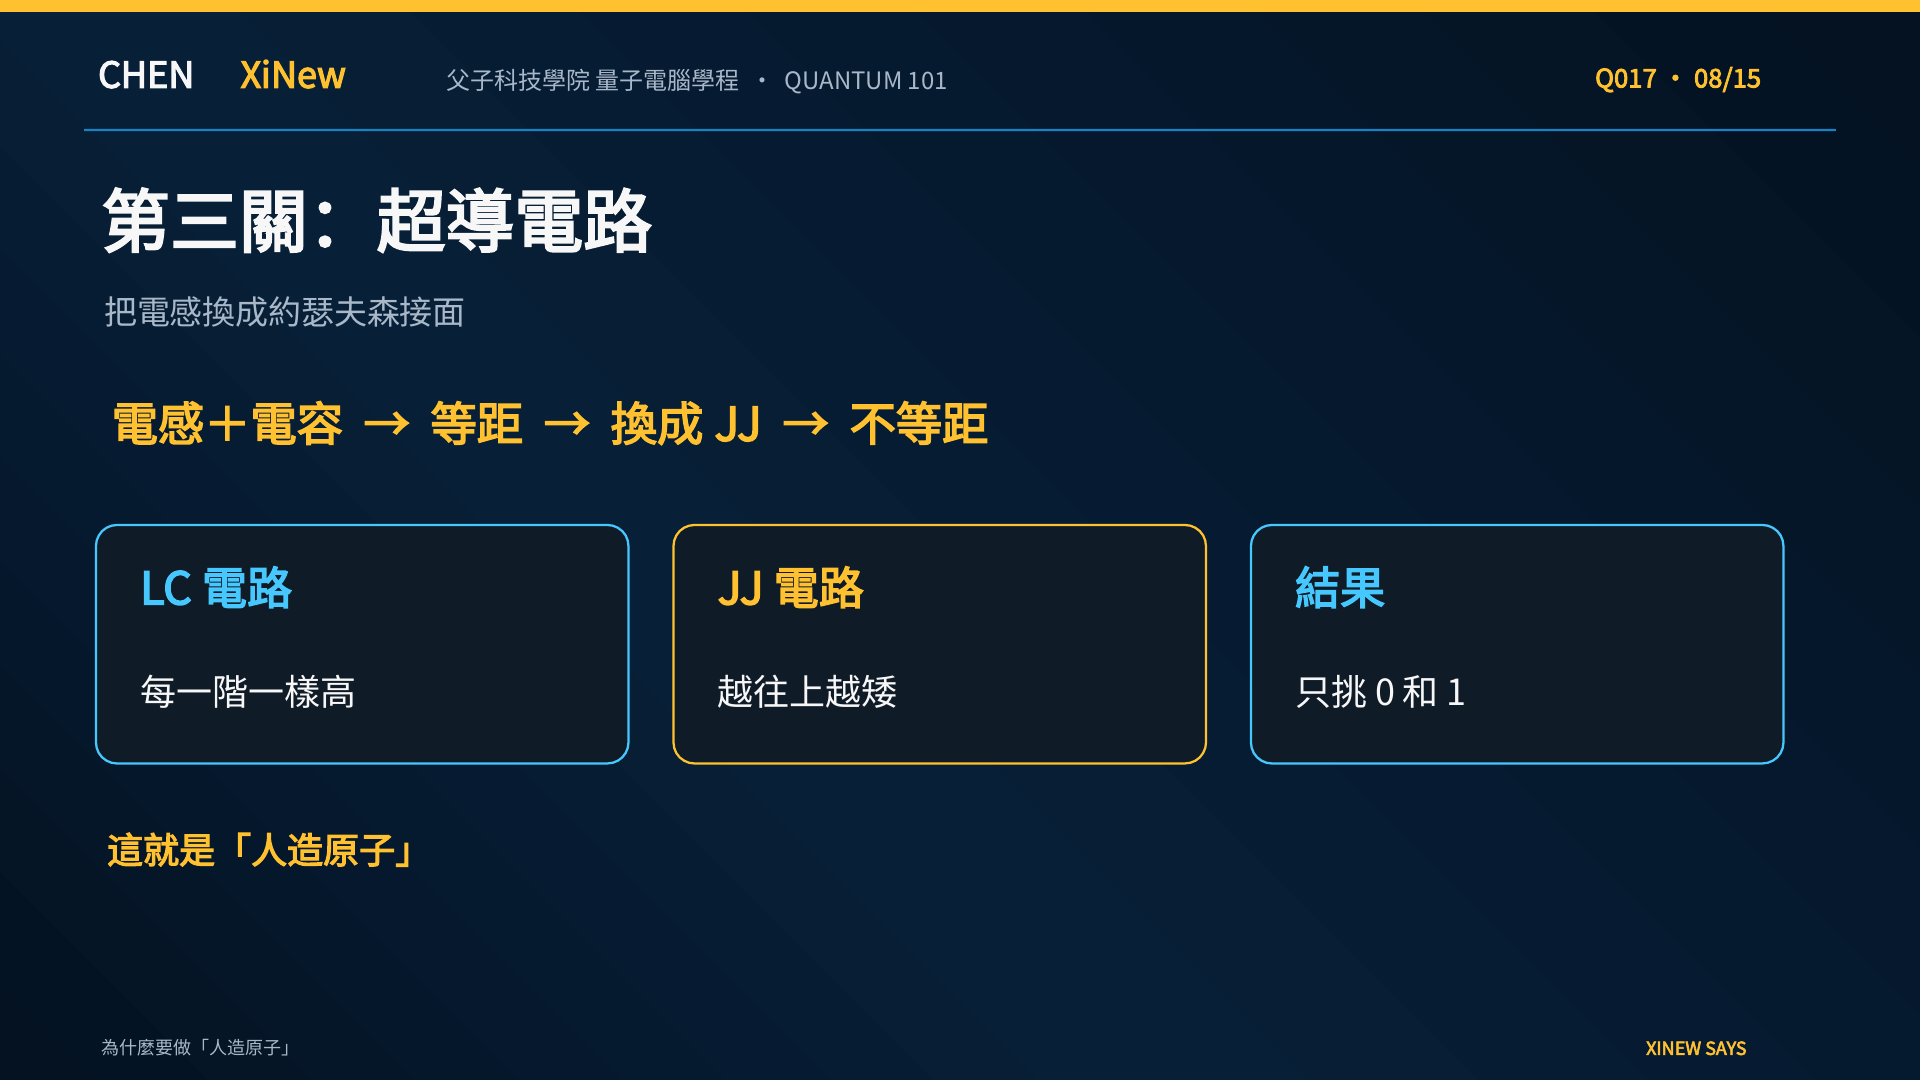 CHEN XiNew 父子科技學院 量子電腦學程 • QUANTUM 101 Q017 • 08/15
第三關：超導電路
把電感換成約瑟夫森接面
電感＋電容 → 等距 → 換成 JJ → 不等距
LC 電路
每一階一樣高
JJ 電路
越往上越矮
結果
只挑 0 和 1
這就是「人造原子」
為什麼要做「人造原子」
XINEW SAYS